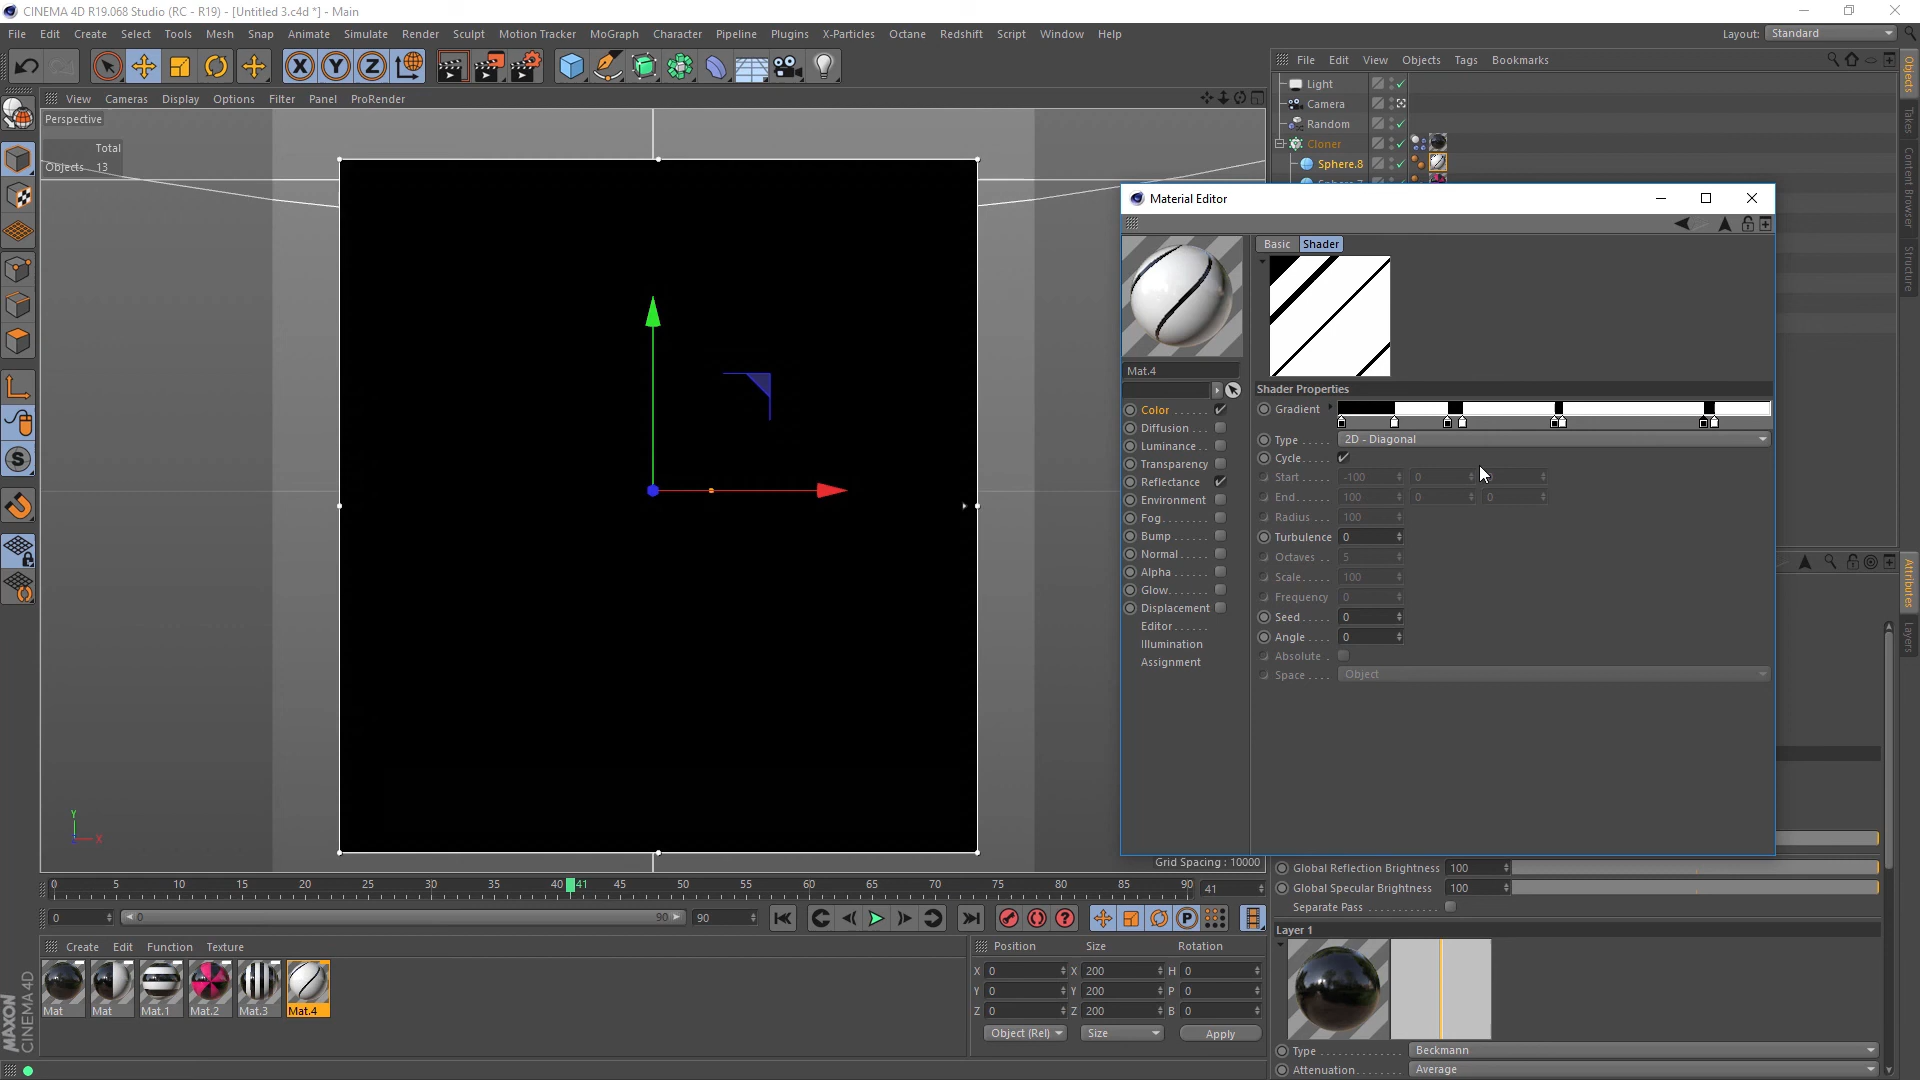 CINEMA 4D R19.068 Studio (RC - R19) - [Untitled 3.c4d *] - Main
File Edit Create Select Tools Mesh Snap Animate Simulate Render Sculpt Motion Tracker MoGraph Character Pipeline Plugins X-Particles Octane Redshift Script Window Help
Layout: Standard
File Edit View Objects Tags Bookmarks
View Cameras Display Options Filter Panel ProRender
Perspective
Total
Objects 13
Light
Camera
Random
Cloner
Sphere.8
Objects
Takes
Content Browser
Structure
Attributes
Layers
Material Editor
Basic Shader
Mat.4
Shader Properties
Color Gradient
Diffusion
Luminance Type 2D - Diagonal
Transparency Cycle
Reflectance Start -100 0
Environment End 100 0 0
Fog Radius 100
Bump Turbulence 0
Normal Octaves 5
Alpha Scale 100
Glow Frequency 0
Displacement Seed 0
Editor Angle 0
Illumination Absolute
Assignment Space Object
Grid Spacing : 10000
Global Reflection Brightness 100
Global Specular Brightness 100
Separate Pass
Layer 1
Type Beckmann
Attenuation Average
0 5 10 15 20 25 30 35 40 41 45 50 55 60 65 70 75 80 85 90 41
0 0 90 90
Create Edit Function Texture
Mat Mat Mat.1 Mat.2 Mat.3 Mat.4
Position Size Rotation
X 0 X 200 H 0
Y 0 Y 200 P 0
Z 0 Z 200 B 0
Object (Rel) Size Apply
MAXON
CINEMA 4D
Y
X